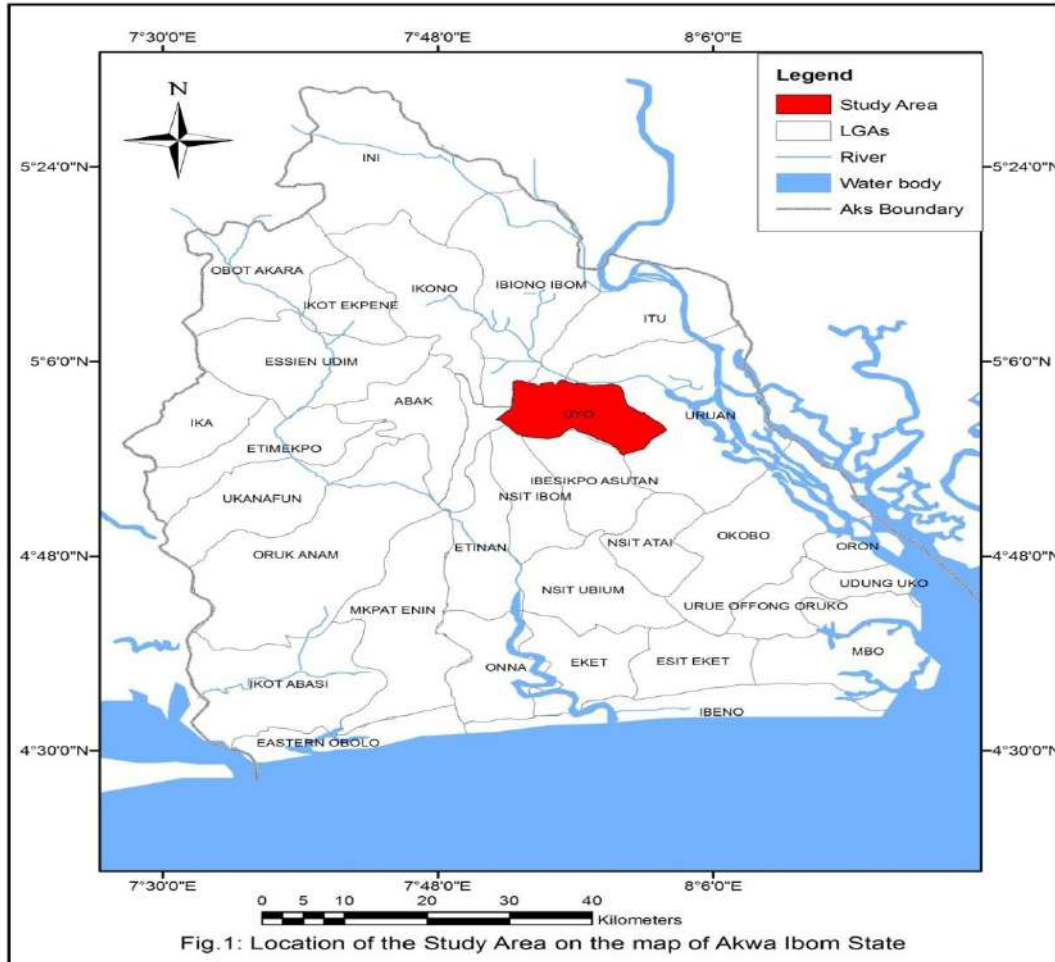 7°30'0"E 7°48'0"E 8°6'0"E
Legend
Study Area
LGAs
River
Water body
Aks Boundary
N
5°24'0"N 5°24'0"N
INI
OBOT AKARA
IKOT EKPENE
IKONO
IBIONO IBOM
ITU
5°6'0"N 5°6'0"N
ESSIEN UDIM
ABAK
UYO
URUAN
IKA
ETIMEKPO
IBESIKPO ASUTAN
UKANAFUN
NSIT IBOM
OKOBO
4°48'0"N 4°48'0"N
ORUK ANAM
ETINAN
NSIT ATAI
ORON
UDUNG UKO
NSIT UBIUM
MKPAT ENIN
URUE OFFONG ORUKO
MBO
ONNA
EKET
ESIT EKET
IKOT ABASI
IBENO
EASTERN OBOLO
4°30'0"N 4°30'0"N
7°30'0"E 7°48'0"E 8°6'0"E
0 5 10 20 30 40
Kilometers
Fig.1: Location of the Study Area on the map of Akwa Ibom State